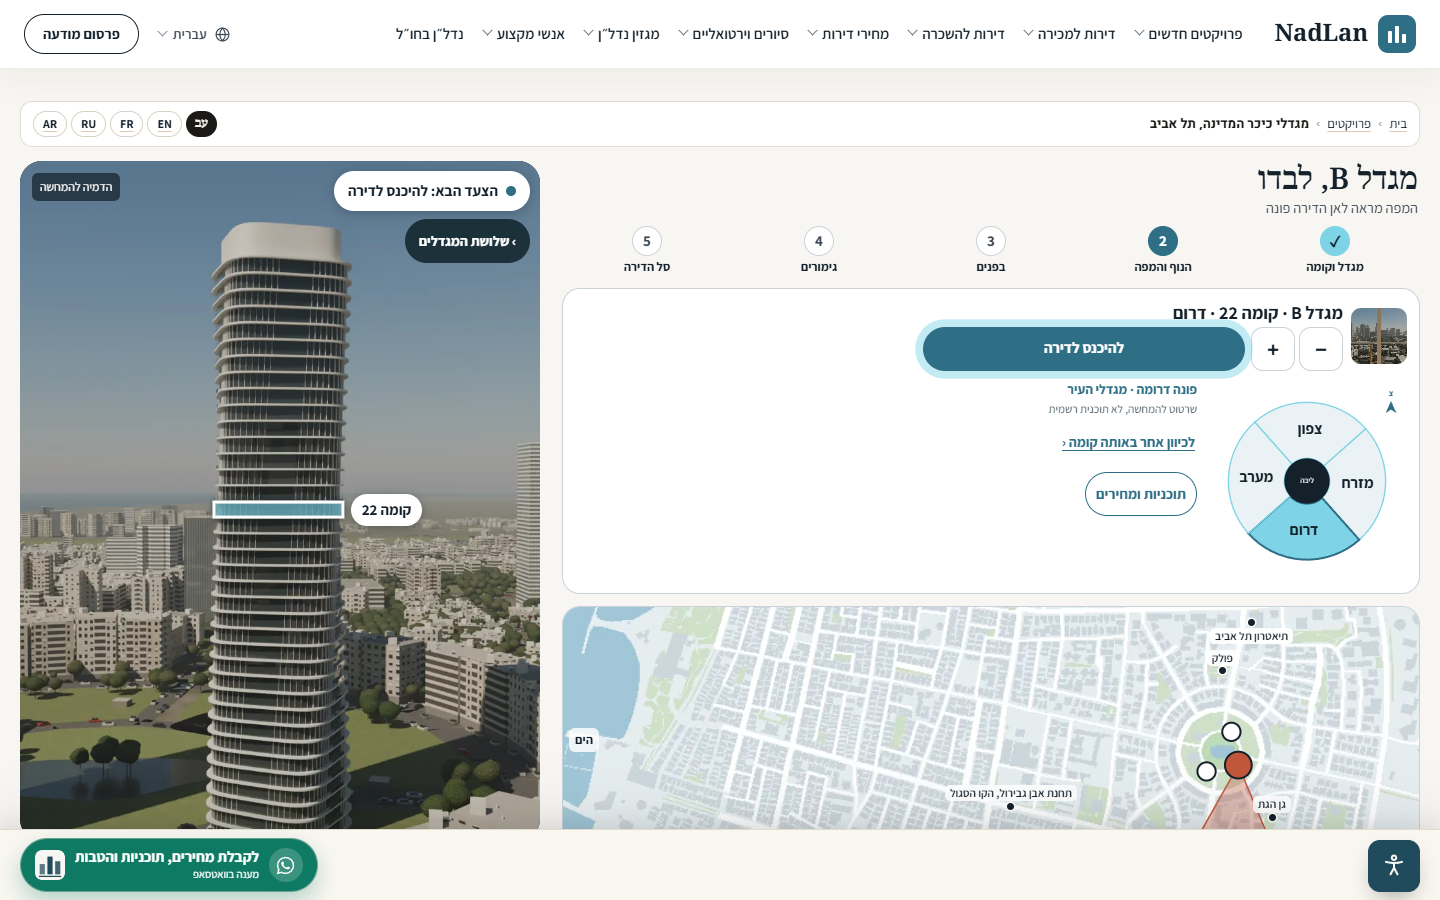 NadLan
פרויקטים חדשים
דירות למכירה
דירות להשכרה
מחירי דירות
סיורים וירטואליים
מגזין נדל״ן
אנשי מקצוע
נדל״ן בחו״ל
עברית
פרסום מודעה
בית › פרויקטים › מגדלי כיכר המדינה, תל אביב
עב
EN
FR
RU
AR
מגדל B, לבדו
המפה מראה לאן הדירה פונה
✓ 2 3 4 5
מגדל וקומה
הנוף והמפה
בפנים
גימורים
סל הדירה
מגדל B · קומה 22 · דרום
− +
להיכנס לדירה
פונה דרומה · מגדלי העיר
שרטוט להמחשה, לא תוכנית רשמית
לכיוון אחר באותה קומה ›
תוכניות ומחירים
צ
צפון
מזרח
ליבה
מערב
דרום
תיאטרון תל אביב
פולק
הים
תחנת אבן גבירול, הקו הסגול
גן הגת
הצעד הבא: להיכנס לדירה
הדמיה להמחשה
› שלושת המגדלים
קומה 22
לקבלת מחירים, תוכניות והטבות
מענה בוואטסאפ